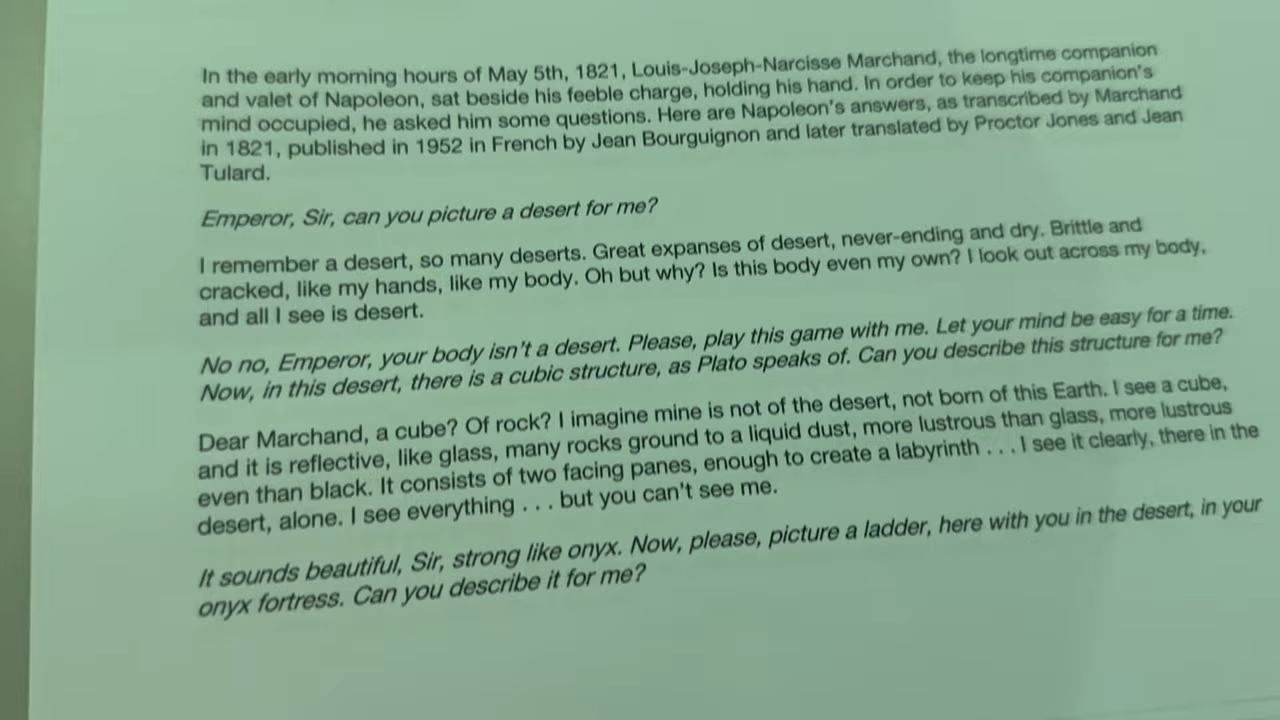 In the early morning hours of May 5th, 1821, Louis-Joseph-Narcisse Marchand, the longtime companion
and valet of Napoleon, sat beside his feeble charge, holding his hand. In order to keep his companion's
mind occupied, he asked him some questions. Here are Napoleon's answers, as transcribed by Marchand
in 1821, published in 1952 in French by Jean Bourguignon and later translated by Proctor Jones and Jean
Tulard.
Emperor, Sir, can you picture a desert for me?
I remember a desert, so many deserts. Great expanses of desert, never-ending and dry. Brittle and
cracked, like my hands, like my body. Oh but why? Is this body even my own? I look out across my body,
and all I see is desert.
No no, Emperor, your body isn't a desert. Please, play this game with me. Let your mind be easy for a time.
Now, in this desert, there is a cubic structure, as Plato speaks of. Can you describe this structure for me?
Dear Marchand, a cube? Of rock? I imagine mine is not of the desert, not born of this Earth. I see a cube,
and it is reflective, like glass, many rocks ground to a liquid dust, more lustrous than glass, more lustrous
even than black. It consists of two facing panes, enough to create a labyrinth . . . I see it clearly, there in the
desert, alone. I see everything . . . but you can't see me.
It sounds beautiful, Sir, strong like onyx. Now, please, picture a ladder, here with you in the desert, in your
onyx fortress. Can you describe it for me?